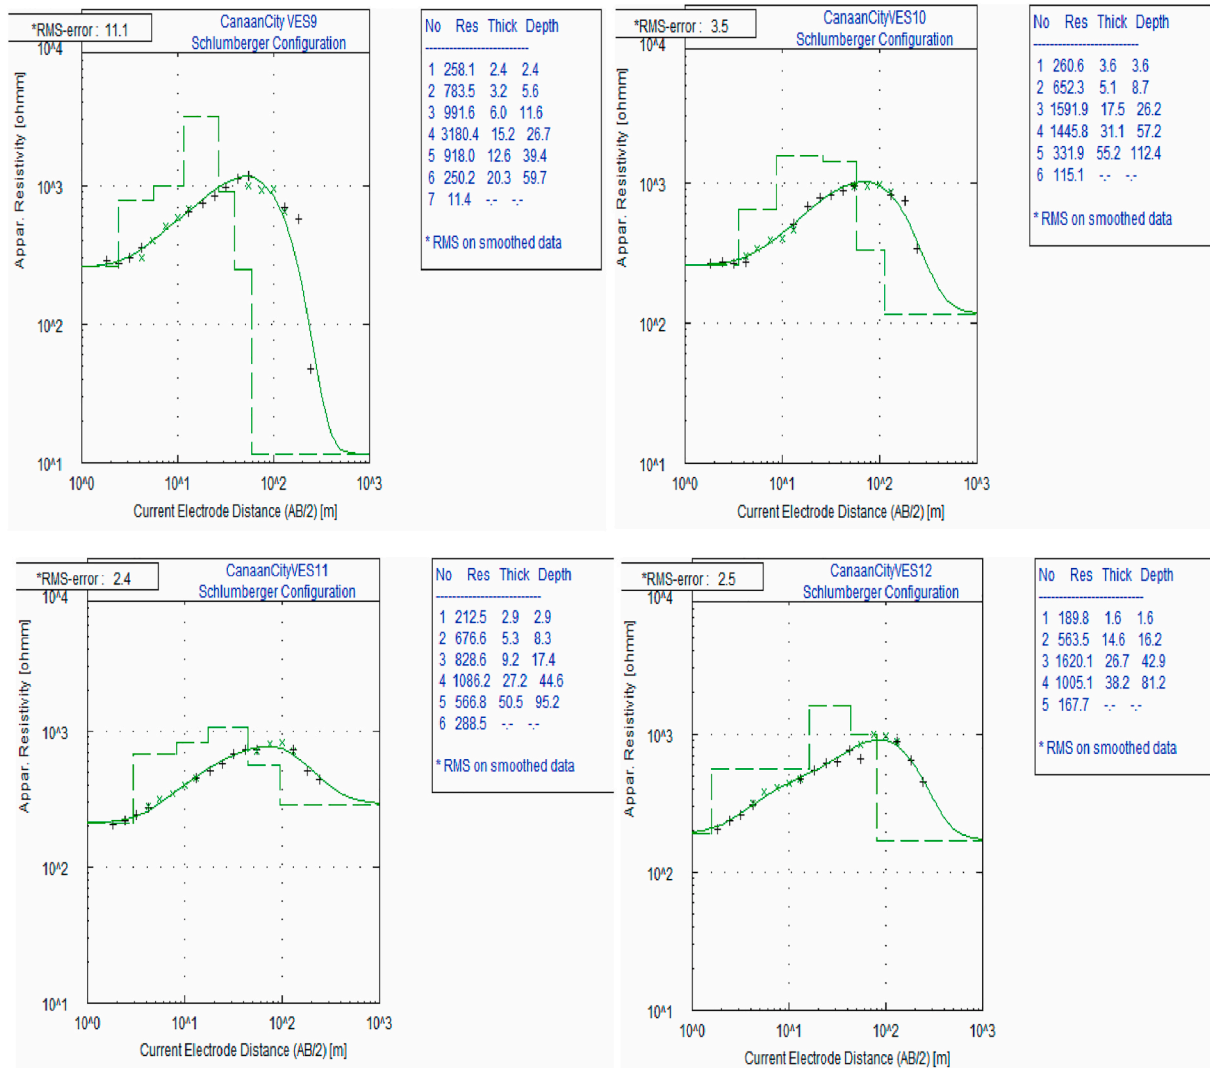 *RMS-error : 11.1
CanaanCity VES9
Schlumberger Configuration
10^4
10^3
10^2
10^1
Appar. Resistivity [ohmm]
10^0 10^1 10^2 10^3
Current Electrode Distance (AB/2) [m]
No Res Thick Depth
1 258.1 2.4 2.4
2 783.5 3.2 5.6
3 991.6 6.0 11.6
4 3180.4 15.2 26.7
5 918.0 12.6 39.4
6 250.2 20.3 59.7
7 11.4 -.- -.-
* RMS on smoothed data
*RMS-error : 3.5
CanaanCityVES10
Schlumberger Configuration
10^4
10^3
10^2
10^1
Appar. Resistivity [ohmm]
10^0 10^1 10^2 10^3
Current Electrode Distance (AB/2) [m]
No Res Thick Depth
1 260.6 3.6 3.6
2 652.3 5.1 8.7
3 1591.9 17.5 26.2
4 1445.8 31.1 57.2
5 331.9 55.2 112.4
6 115.1 -.- -.-
* RMS on smoothed data
*RMS-error : 2.4
CanaanCityVES11
Schlumberger Configuration
10^4
10^3
10^2
10^1
Appar. Resistivity [ohmm]
10^0 10^1 10^2 10^3
Current Electrode Distance (AB/2) [m]
No Res Thick Depth
1 212.5 2.9 2.9
2 676.6 5.3 8.3
3 828.6 9.2 17.4
4 1086.2 27.2 44.6
5 566.8 50.5 95.2
6 288.5 -.- -.-
* RMS on smoothed data
*RMS-error : 2.5
CanaanCityVES12
Schlumberger Configuration
10^4
10^3
10^2
10^1
Appar. Resistivity [ohmm]
10^0 10^1 10^2 10^3
Current Electrode Distance (AB/2) [m]
No Res Thick Depth
1 189.8 1.6 1.6
2 563.5 14.6 16.2
3 1620.1 26.7 42.9
4 1005.1 38.2 81.2
5 167.7 -.- -.-
* RMS on smoothed data